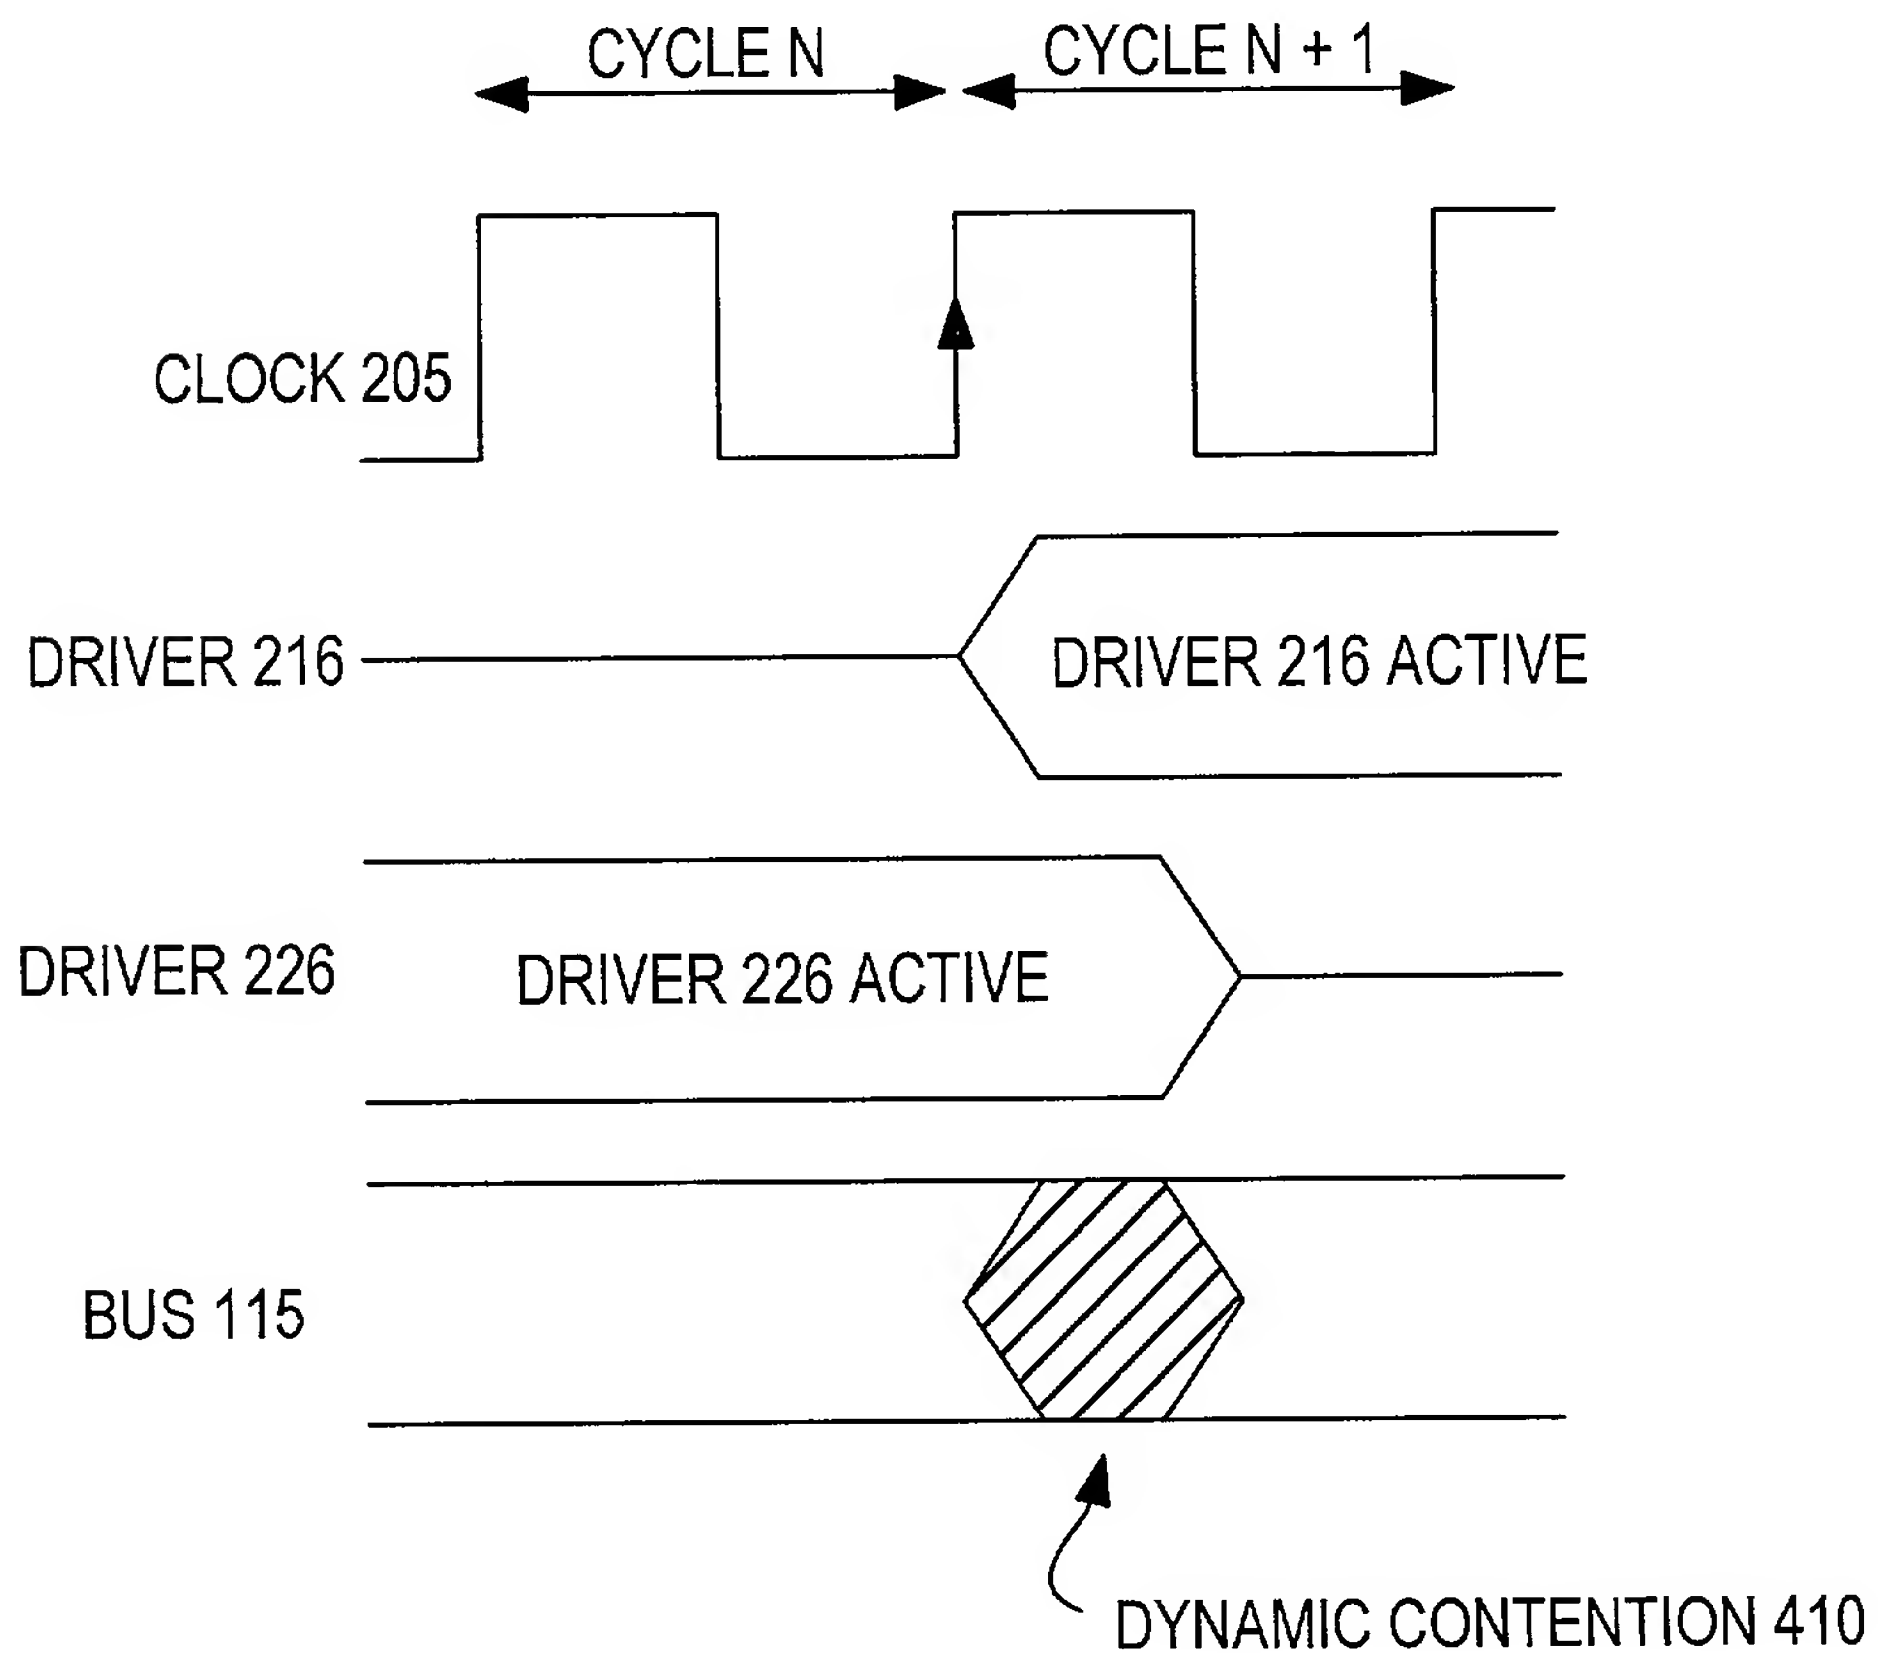 CYCLE N
CYCLE N + 1
CLOCK 205
DRIVER 216
DRIVER 216 ACTIVE
DRIVER 226
DRIVER 226 ACTIVE
BUS 115
DYNAMIC CONTENTION 410